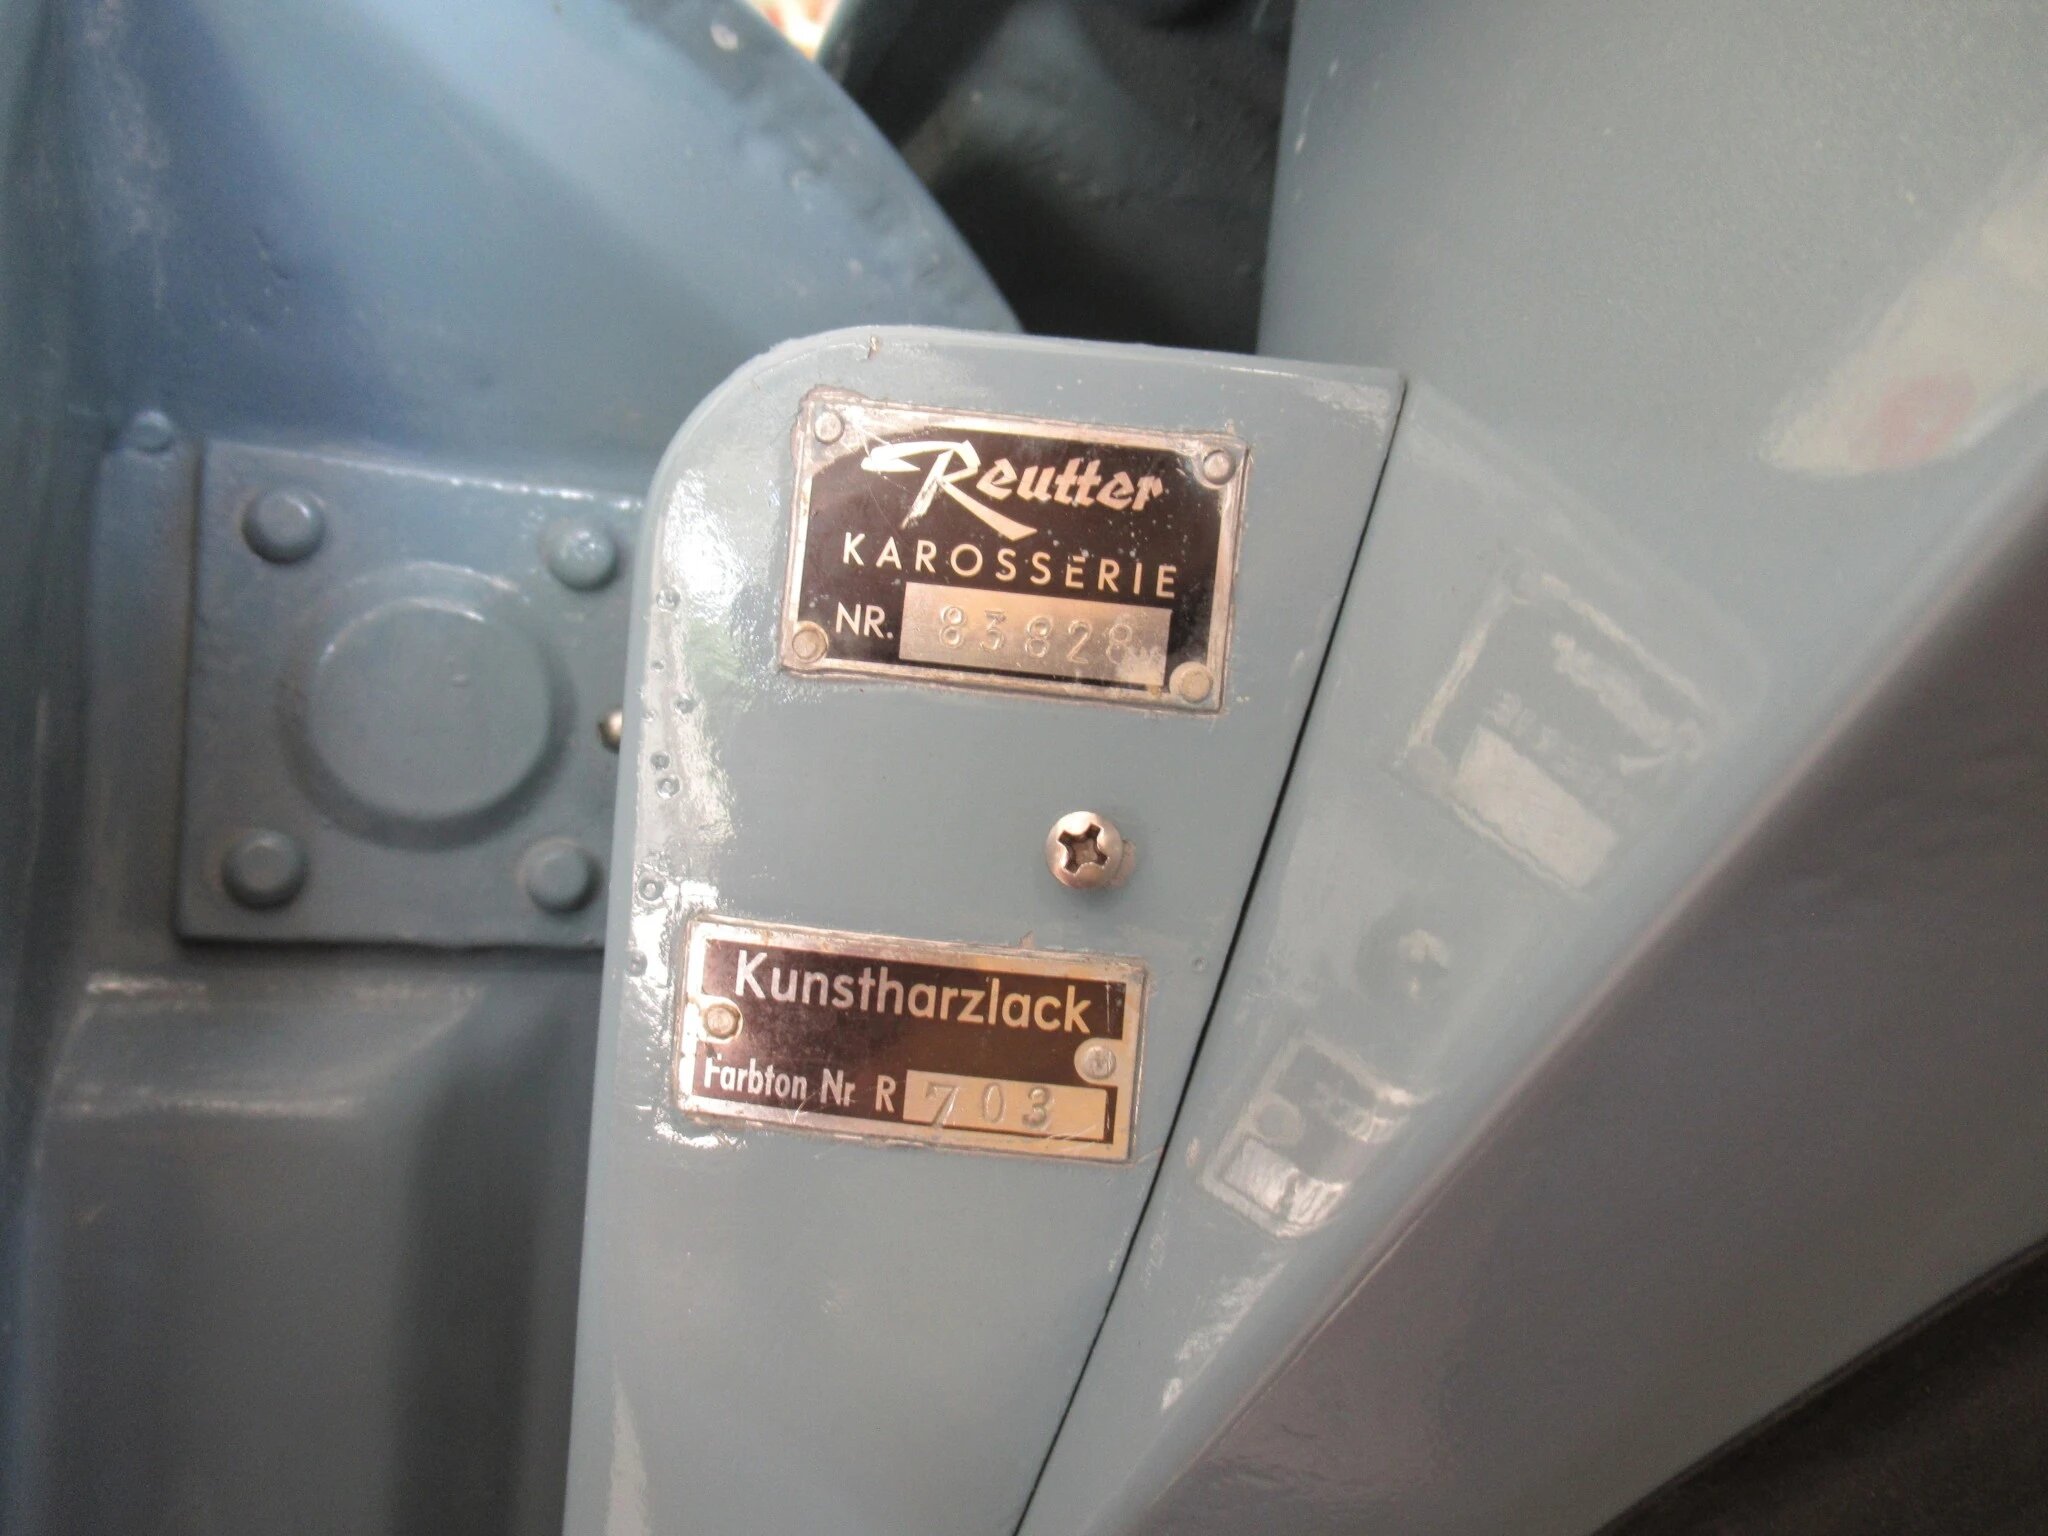 Reutter
KAROSSERIE
NR. 83828
Kunstharzlack
Farbton Nr R 703